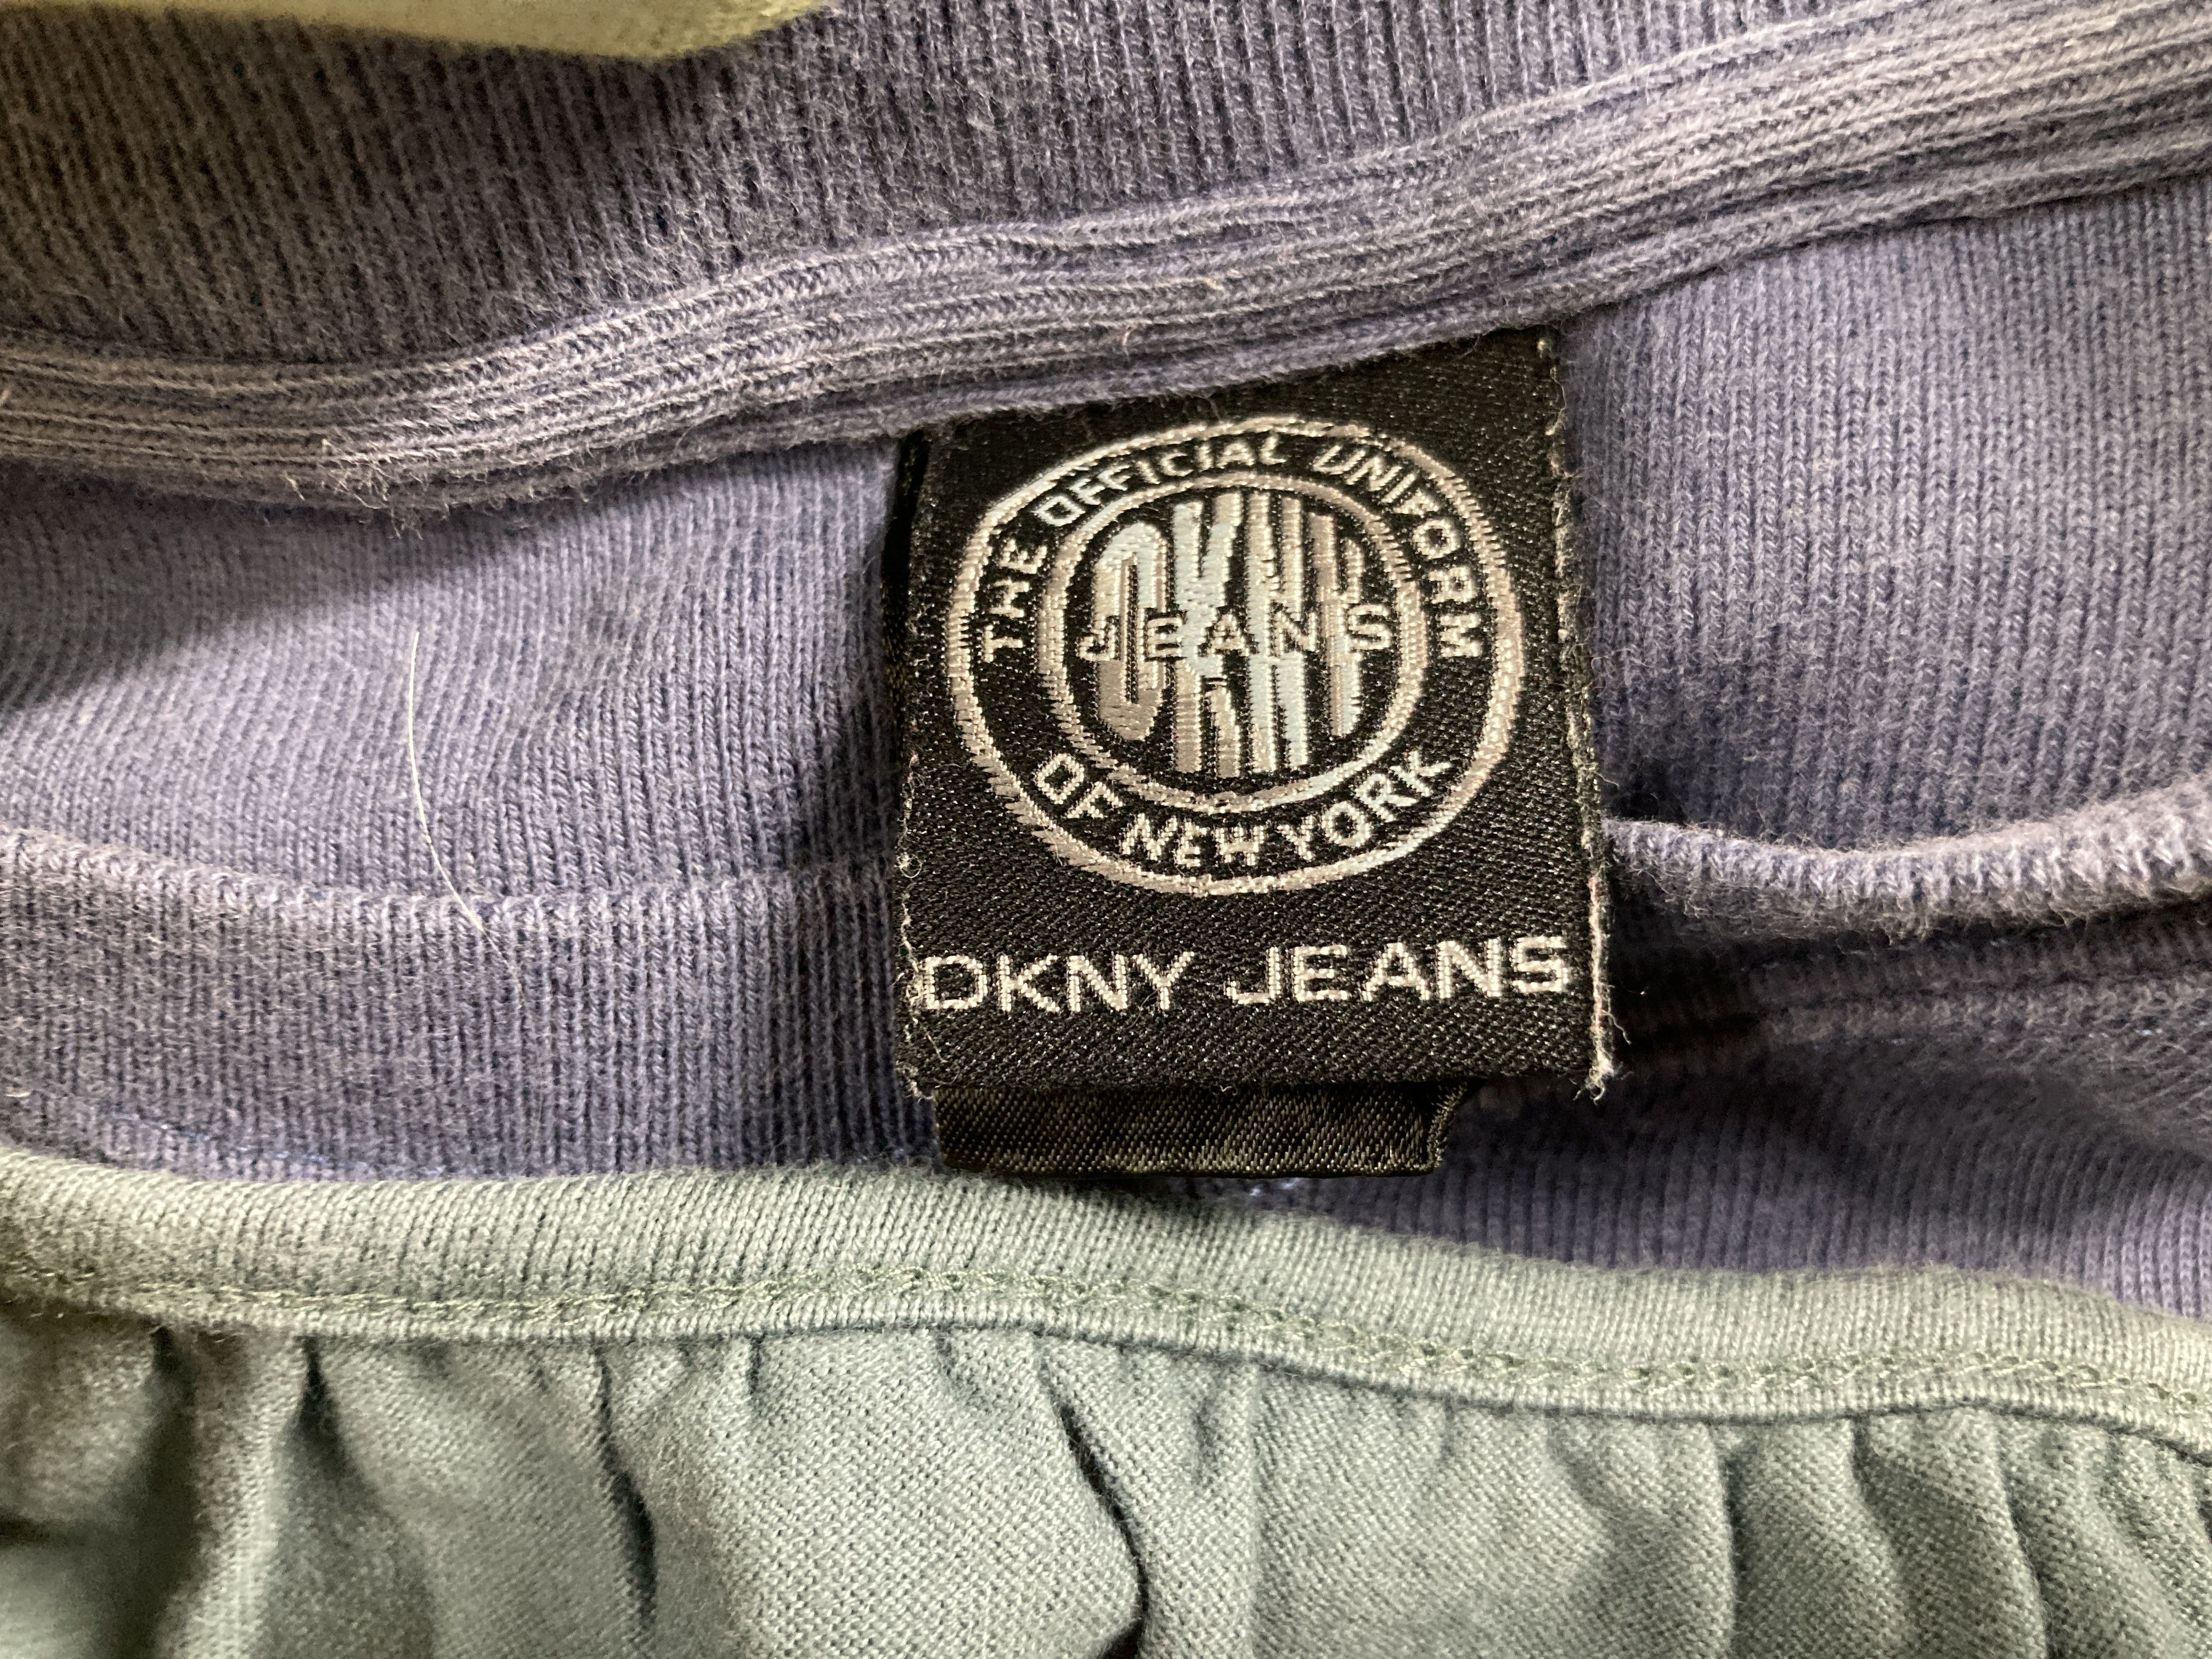 THE OFFICIAL UNIFORM
DKNY
JEANS
OF NEW YORK
DKNY JEANS